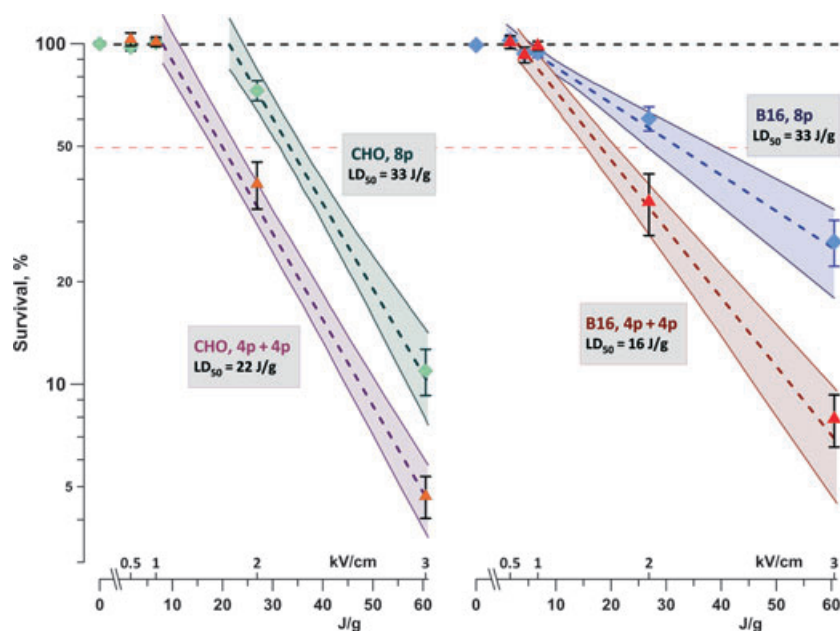 100
50
20
10
5
Survival, %
CHO, 8p
LD50 = 33 J/g
CHO, 4p + 4p
LD50 = 22 J/g
B16, 8p
LD50 = 33 J/g
B16, 4p + 4p
LD50 = 16 J/g
0.5 1 2 kV/cm 3
0 10 20 30 40 50 60
J/g
0.5 1 2 kV/cm 3
0 10 20 30 40 50 60
J/g